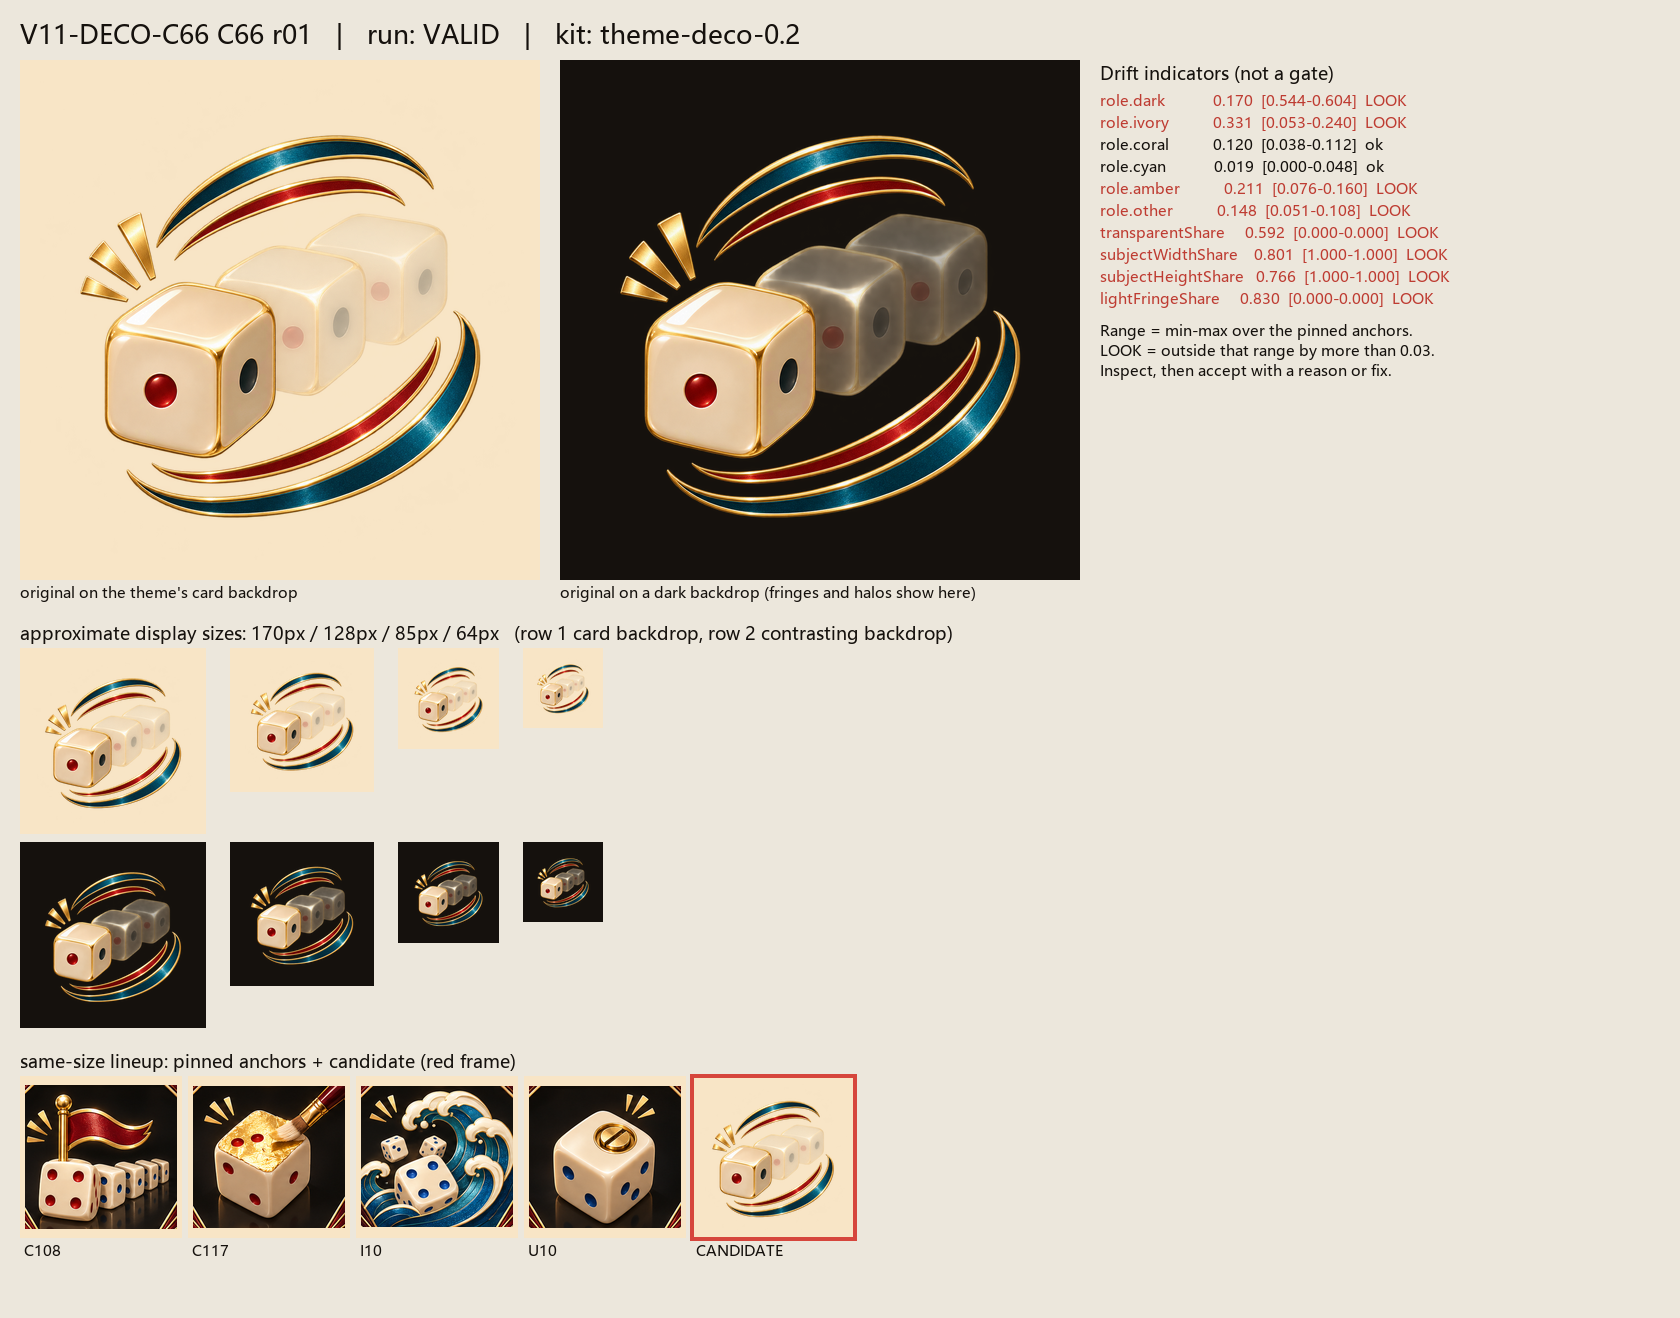 V11-DECO-C66 C66 r01 | run: VALID | kit: theme-deco-0.2
Drift indicators (not a gate)
role.dark 0.170 [0.544-0.604] LOOK
role.ivory 0.331 [0.053-0.240] LOOK
role.coral 0.120 [0.038-0.112] ok
role.cyan 0.019 [0.000-0.048] ok
role.amber 0.211 [0.076-0.160] LOOK
role.other 0.148 [0.051-0.108] LOOK
transparentShare 0.592 [0.000-0.000] LOOK
subjectWidthShare 0.801 [1.000-1.000] LOOK
subjectHeightShare 0.766 [1.000-1.000] LOOK
lightFringeShare 0.830 [0.000-0.000] LOOK
Range = min-max over the pinned anchors.
LOOK = outside that range by more than 0.03.
Inspect, then accept with a reason or fix.
original on the theme's card backdrop
original on a dark backdrop (fringes and halos show here)
approximate display sizes: 170px / 128px / 85px / 64px (row 1 card backdrop, row 2 contrasting backdrop)
same-size lineup: pinned anchors + candidate (red frame)
C108
C117
I10
U10
CANDIDATE